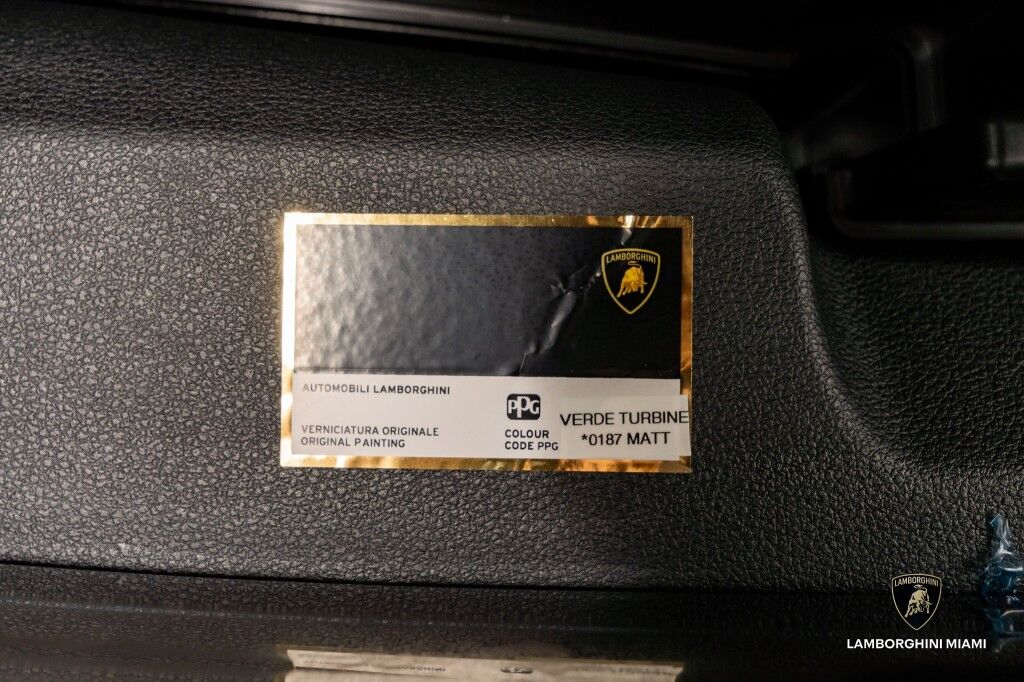 LAMBORGHINI
AUTOMOBILI LAMBORGHINI
VERNICIATURA ORIGINALE
ORIGINAL PAINTING
PPG
COLOUR
CODE PPG
VERDE TURBINE
*0187 MATT
LAMBORGHINI
LAMBORGHINI MIAMI